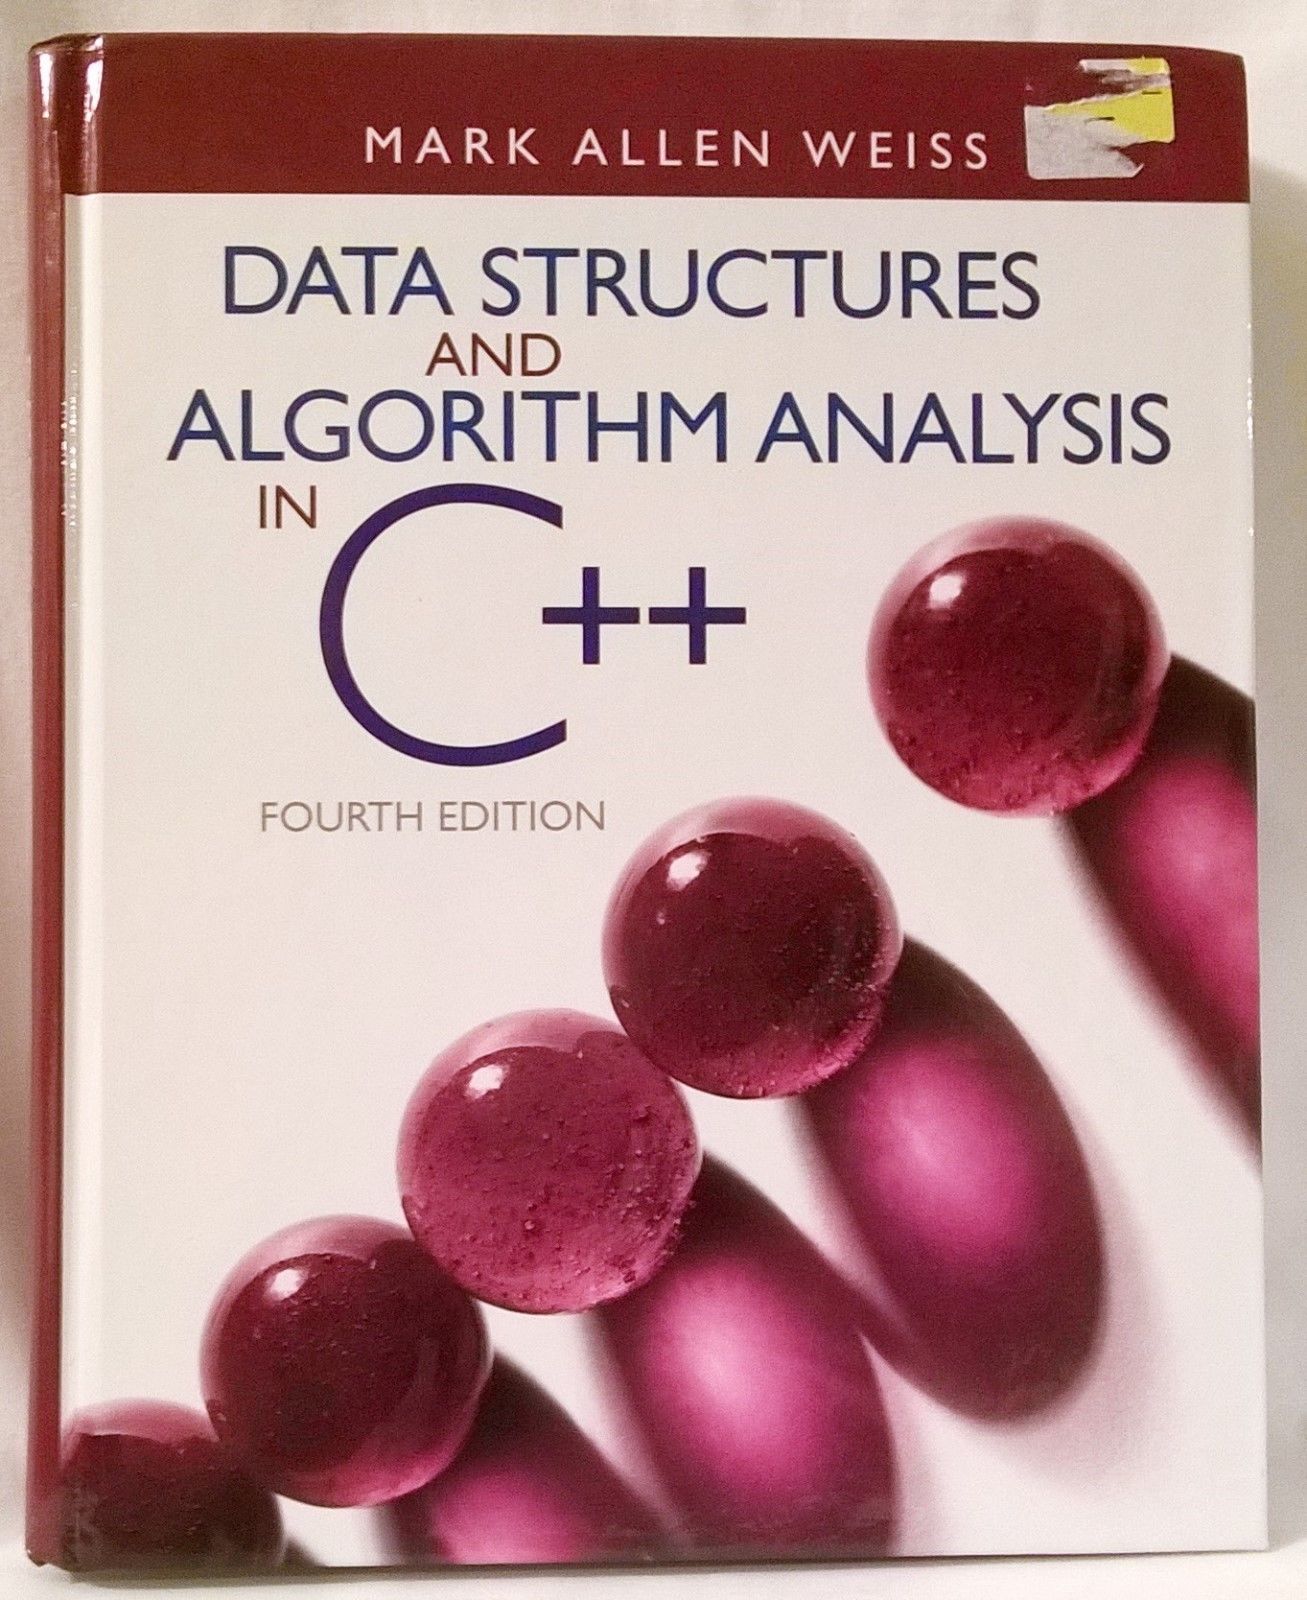 MARK ALLEN WEISS
DATA STRUCTURES
AND
ALGORITHM ANALYSIS
IN C++
FOURTH EDITION